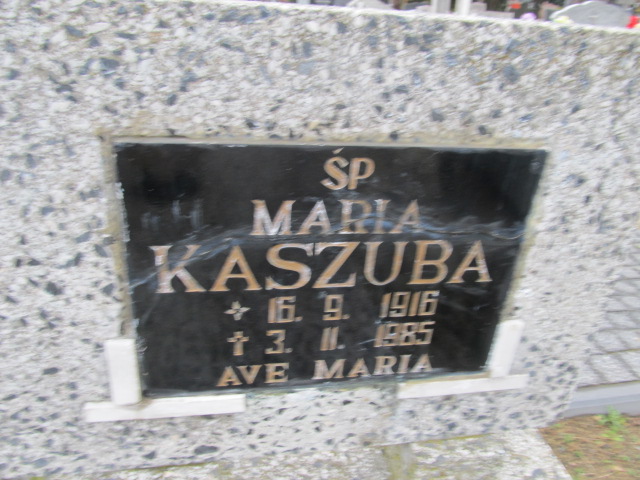 ŚP
MARIA
KASZUBA
☆ 16. 9. 1916
† 3. 11. 1985
AVE MARIA